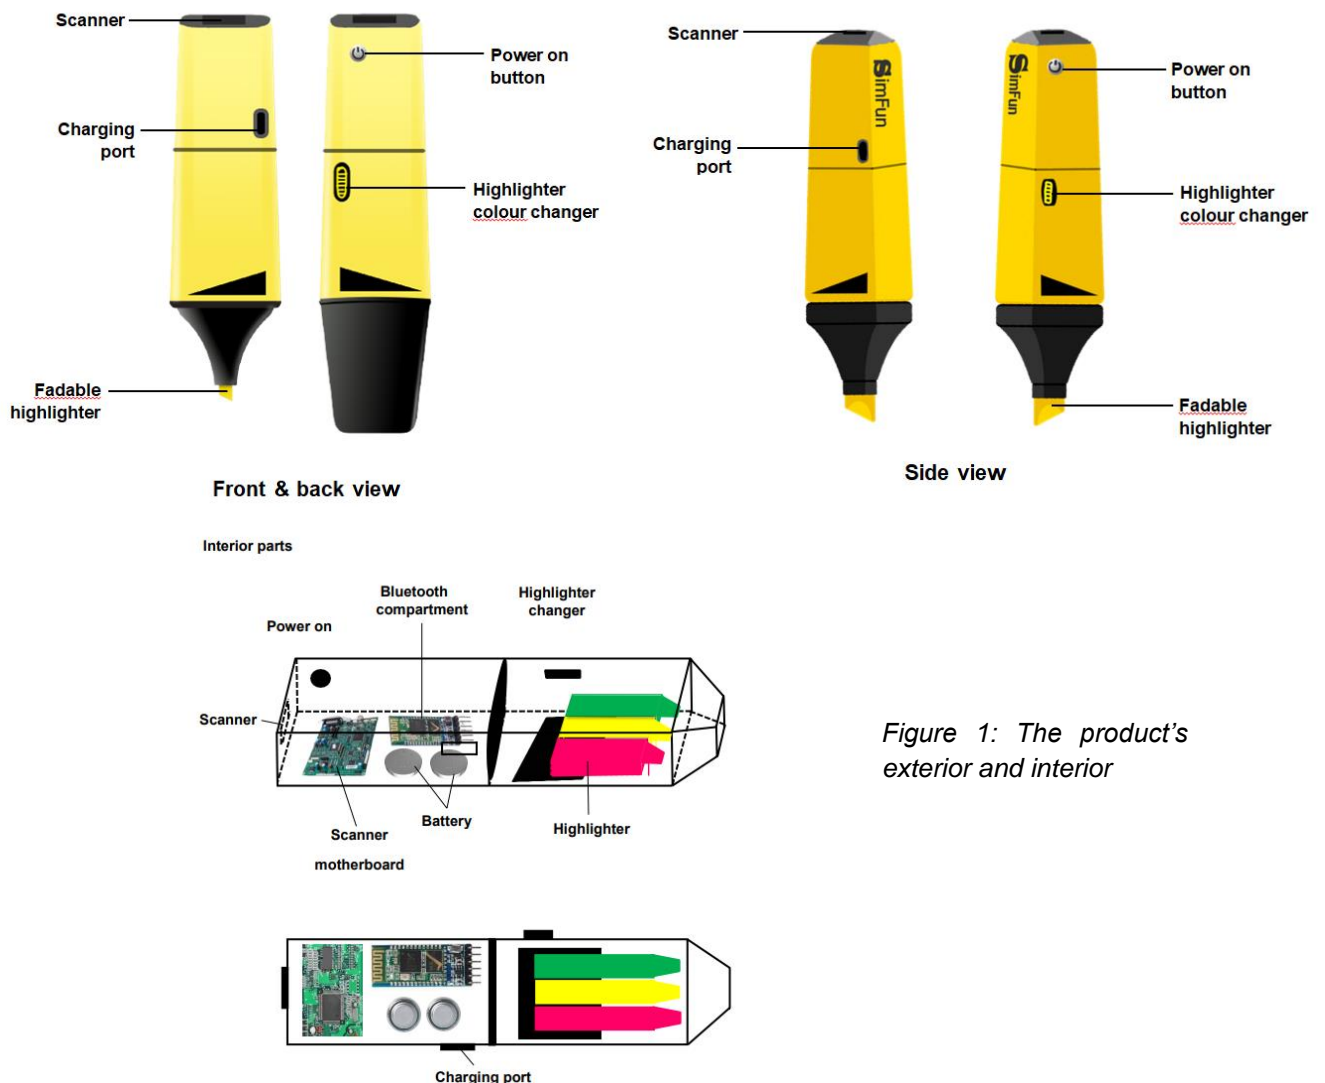 Scanner
Power on
button
Charging
port
Highlighter
colour changer
Fadable
highlighter
Front & back view
Scanner
SimFun
SimFun
Power on
button
Charging
port
Highlighter
colour changer
Fadable
highlighter
Side view
Interior parts
Bluetooth
compartment
Highlighter
changer
Power on
Scanner
Battery
Highlighter
Scanner
motherboard
Figure 1: The product's
exterior and interior
Charging port